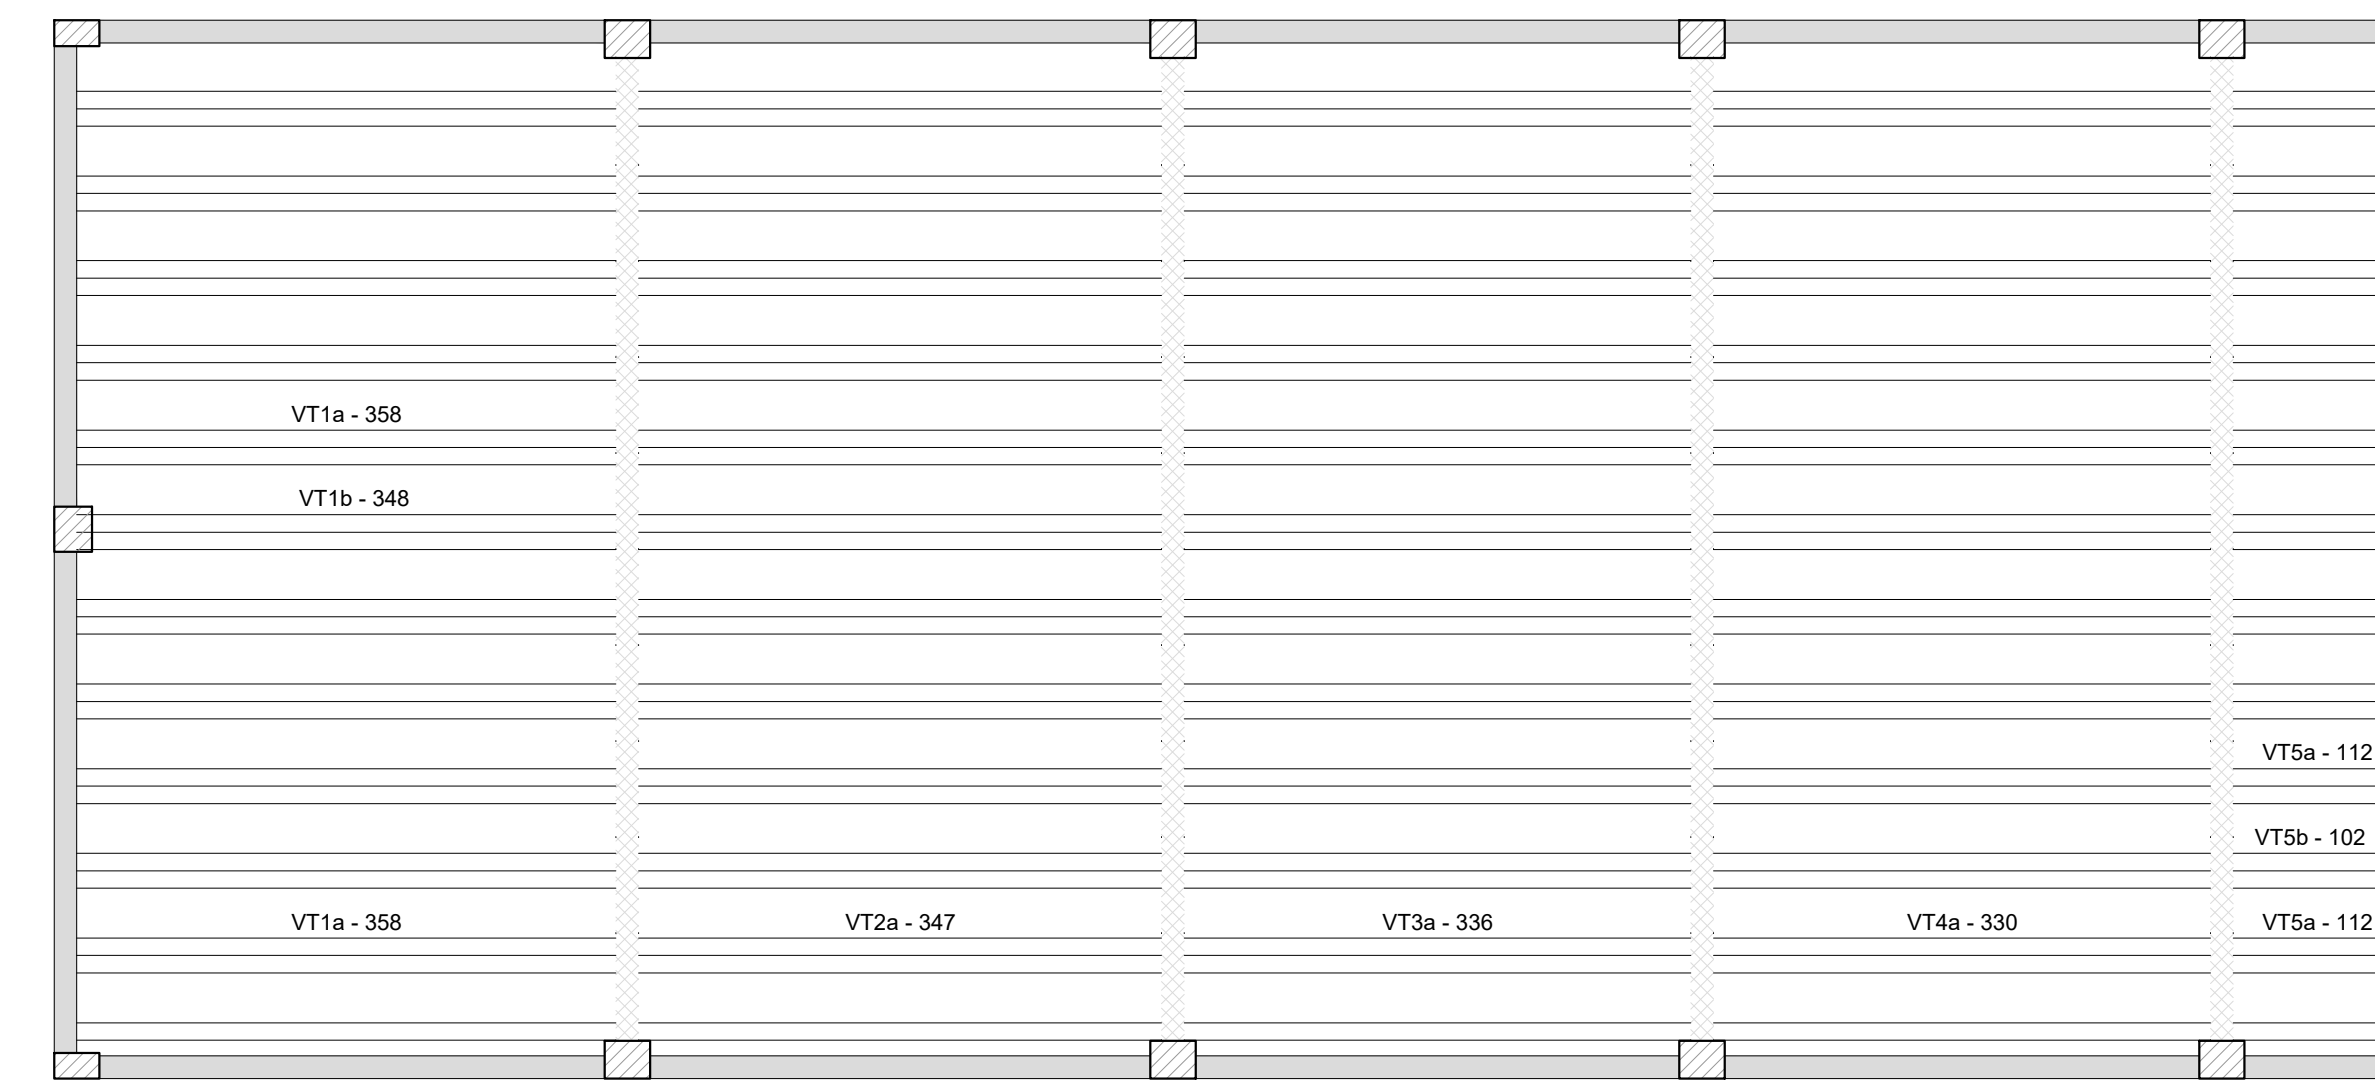 VT1a - 358
VT1b - 348
VT5a - 112
VT5b - 102
VT1a - 358
VT2a - 347
VT3a - 336
VT4a - 330
VT5a - 112